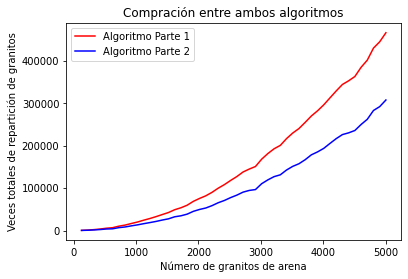 Compración entre ambos algoritmos
Algoritmo Parte 1
Algoritmo Parte 2
Veces totales de repartición de granitos
400000
300000
200000
100000
0
0 1000 2000 3000 4000 5000
Número de granitos de arena